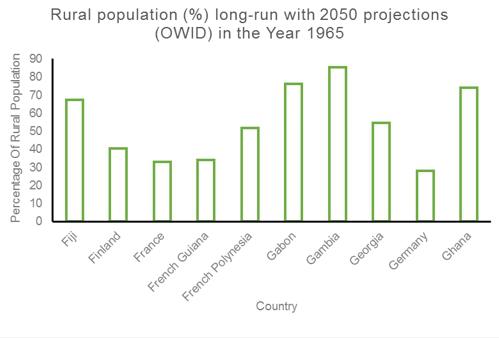 Rural population (%) long-run with 2050 projections
(OWID) in the Year 1965
Percentage Of Rural Population
90
80
70
60
50
40
30
20
10
0
Fiji
Finland
France
French Guiana
French Polynesia
Gabon
Gambia
Georgia
Germany
Ghana
Country